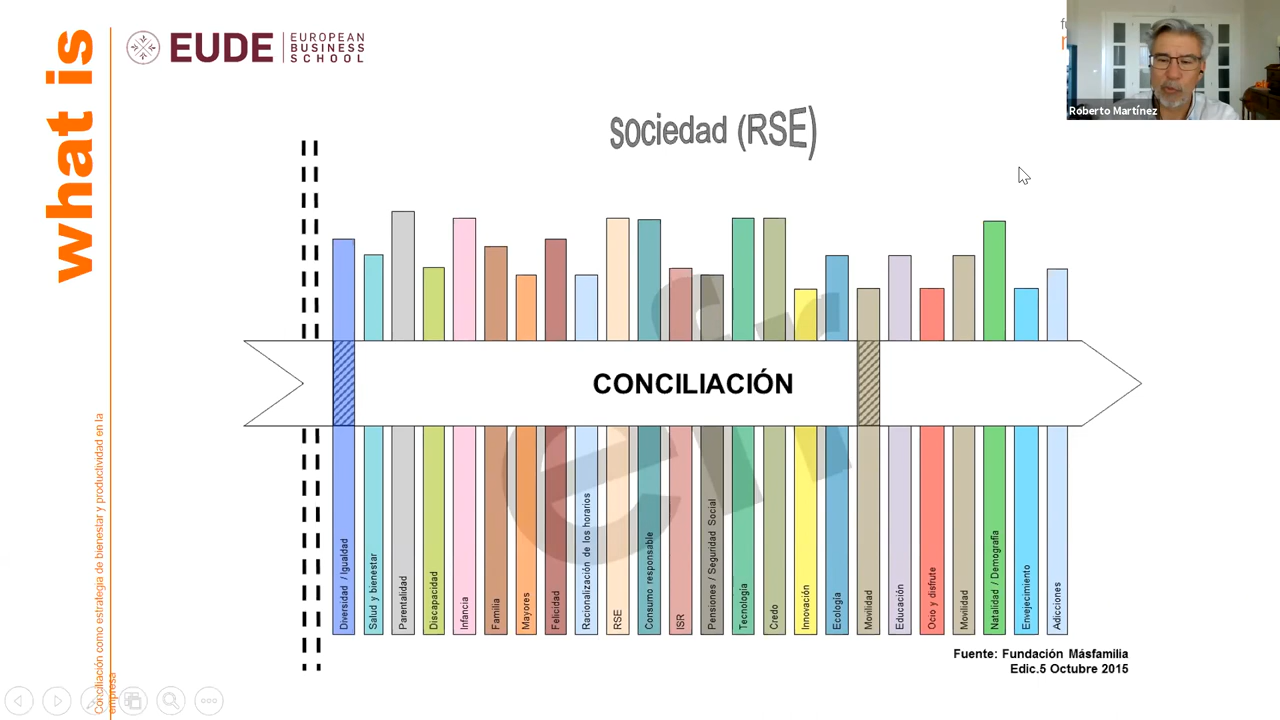 what is
EUDE
EUROPEAN
BUSINESS
SCHOOL
Roberto Martínez
sociedad (RSE)
CONCILIACIÓN
efr
Diversidad / Igualdad
Salud y bienestar
Parentalidad
Discapacidad
Infancia
Familia
Mayores
Felicidad
Racionalización de los horarios
RSE
Consumo responsable
ISR
Pensiones / Seguridad Social
Tecnología
Credo
Innovación
Ecología
Movilidad
Educación
Ocio y disfrute
Movilidad
Natalidad / Demografía
Envejecimiento
Adicciones
Conciliación como estrategia de bienestar y productividad en la
empresa
Fuente: Fundación Másfamilia
Edic.5 Octubre 2015